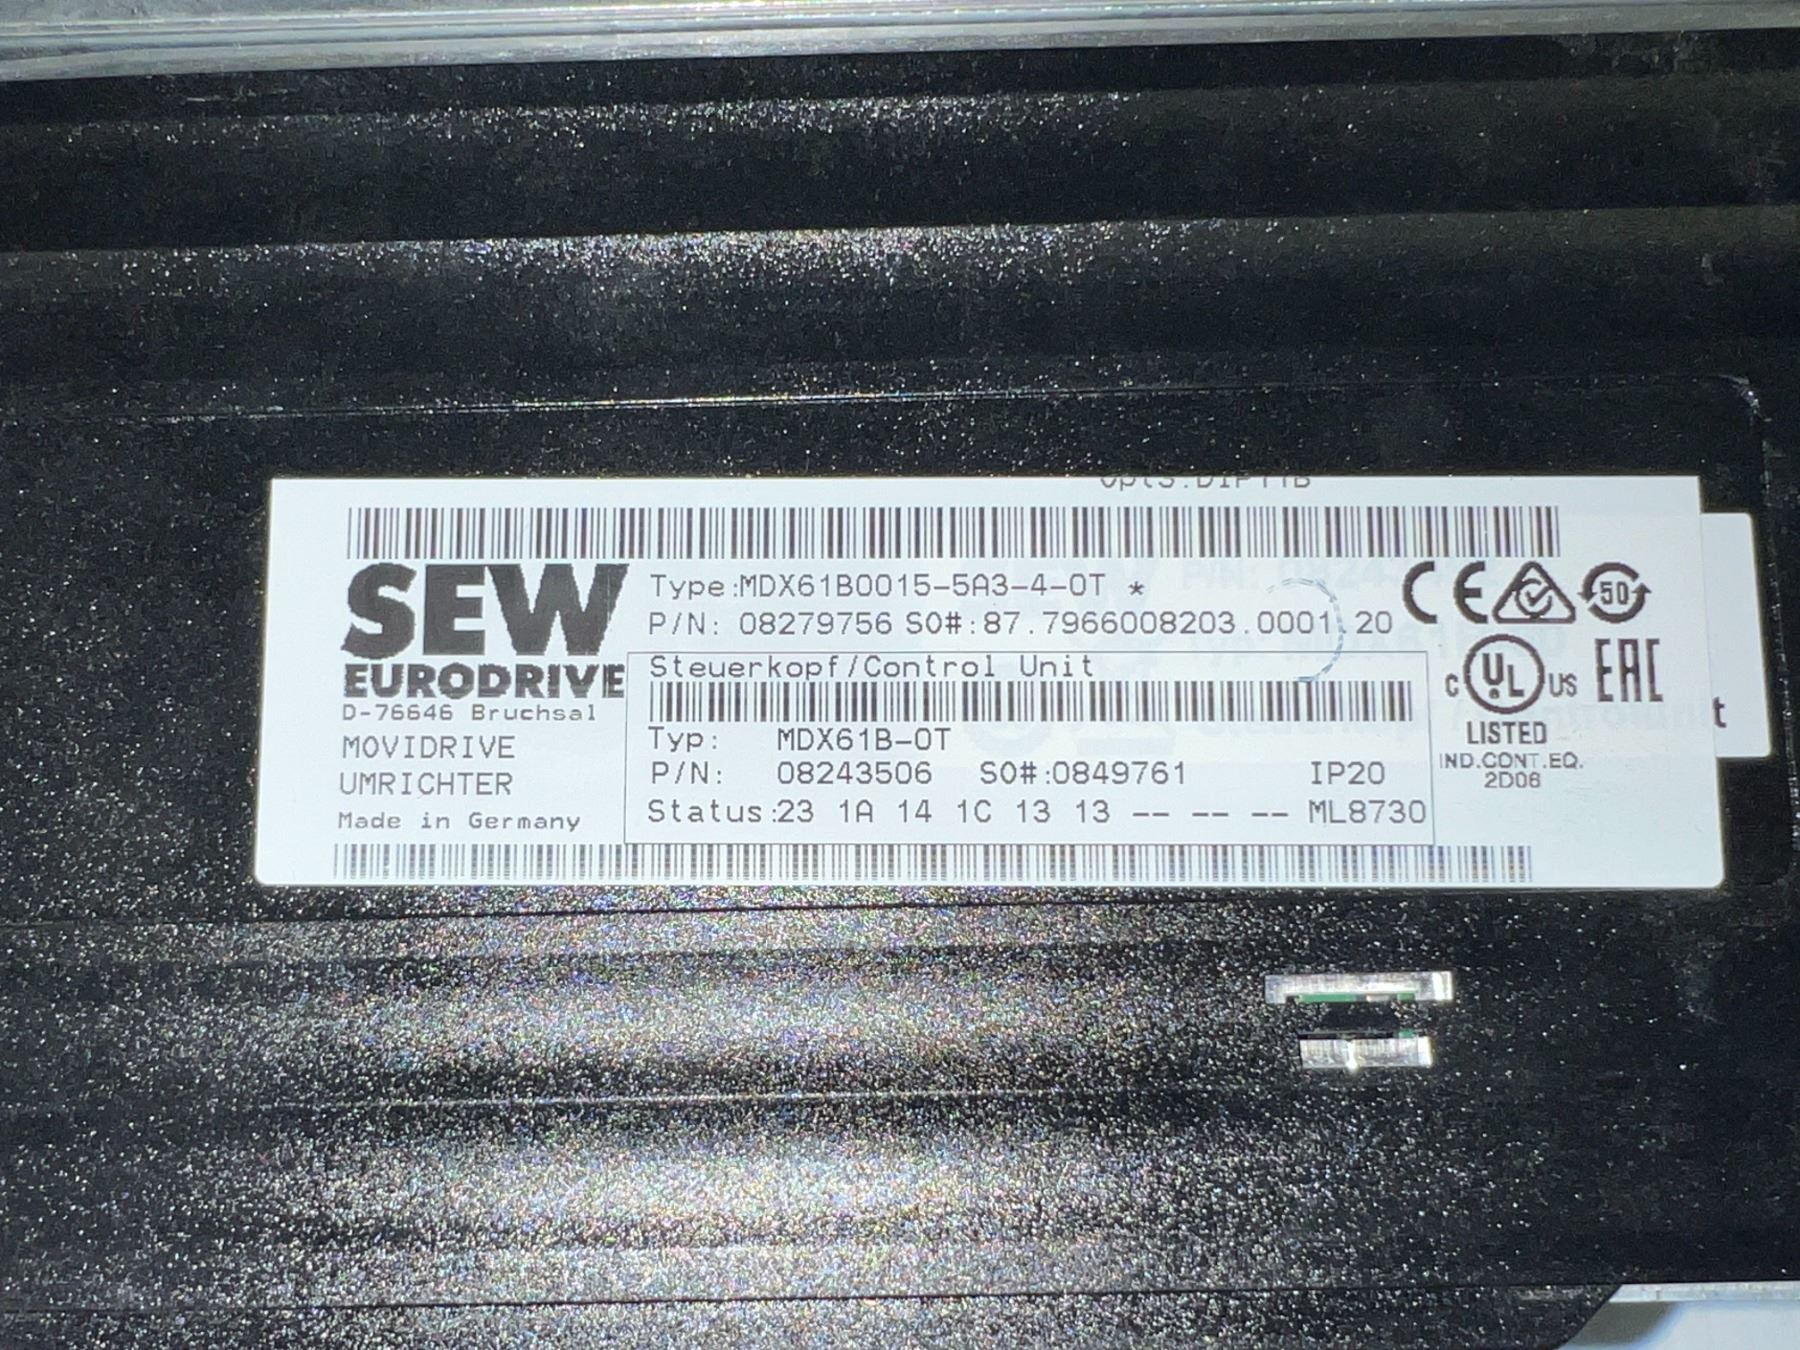 SEW
EURODRIVE
D-76646 Bruchsal
MOVIDRIVE
UMRICHTER
Made in Germany
Type:MDX61B0015-5A3-4-0T *
P/N: 08279756 SO#:87.7966008203.0001.20
Steuerkopf/Control Unit
Typ: MDX61B-0T
P/N: 08243506 SO#:0849761 IP20
Status:23 1A 14 1C 13 13 -- -- -- ML8730
CE 50
C UL US EAC
LISTED
IND.CONT.EQ.
2D06
t